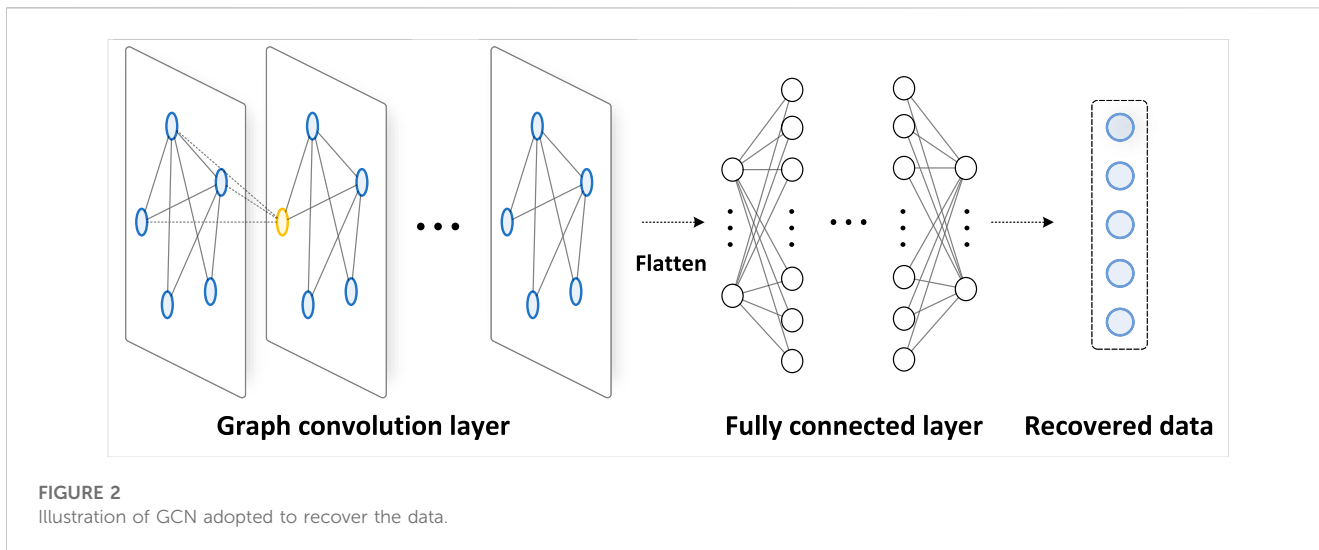 Flatten
Graph convolution layer
Fully connected layer
Recovered data
FIGURE 2
Illustration of GCN adopted to recover the data.